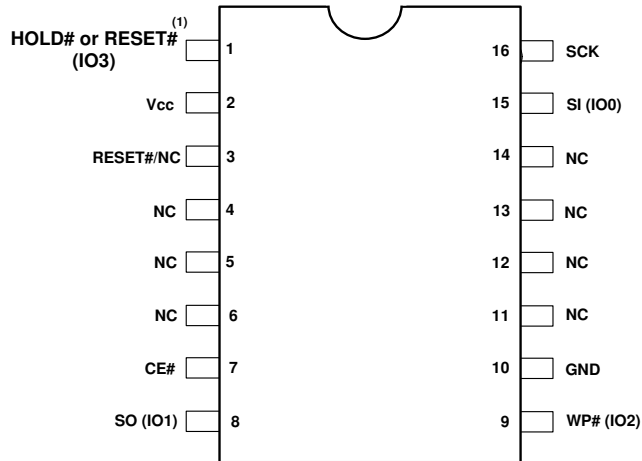 HOLD# or RESET# (1) 1 16 SCK
(IO3)
Vcc 2 15 SI (IO0)
RESET#/NC 3 14 NC
NC 4 13 NC
NC 5 12 NC
NC 6 11 NC
CE# 7 10 GND
SO (IO1) 8 9 WP# (IO2)